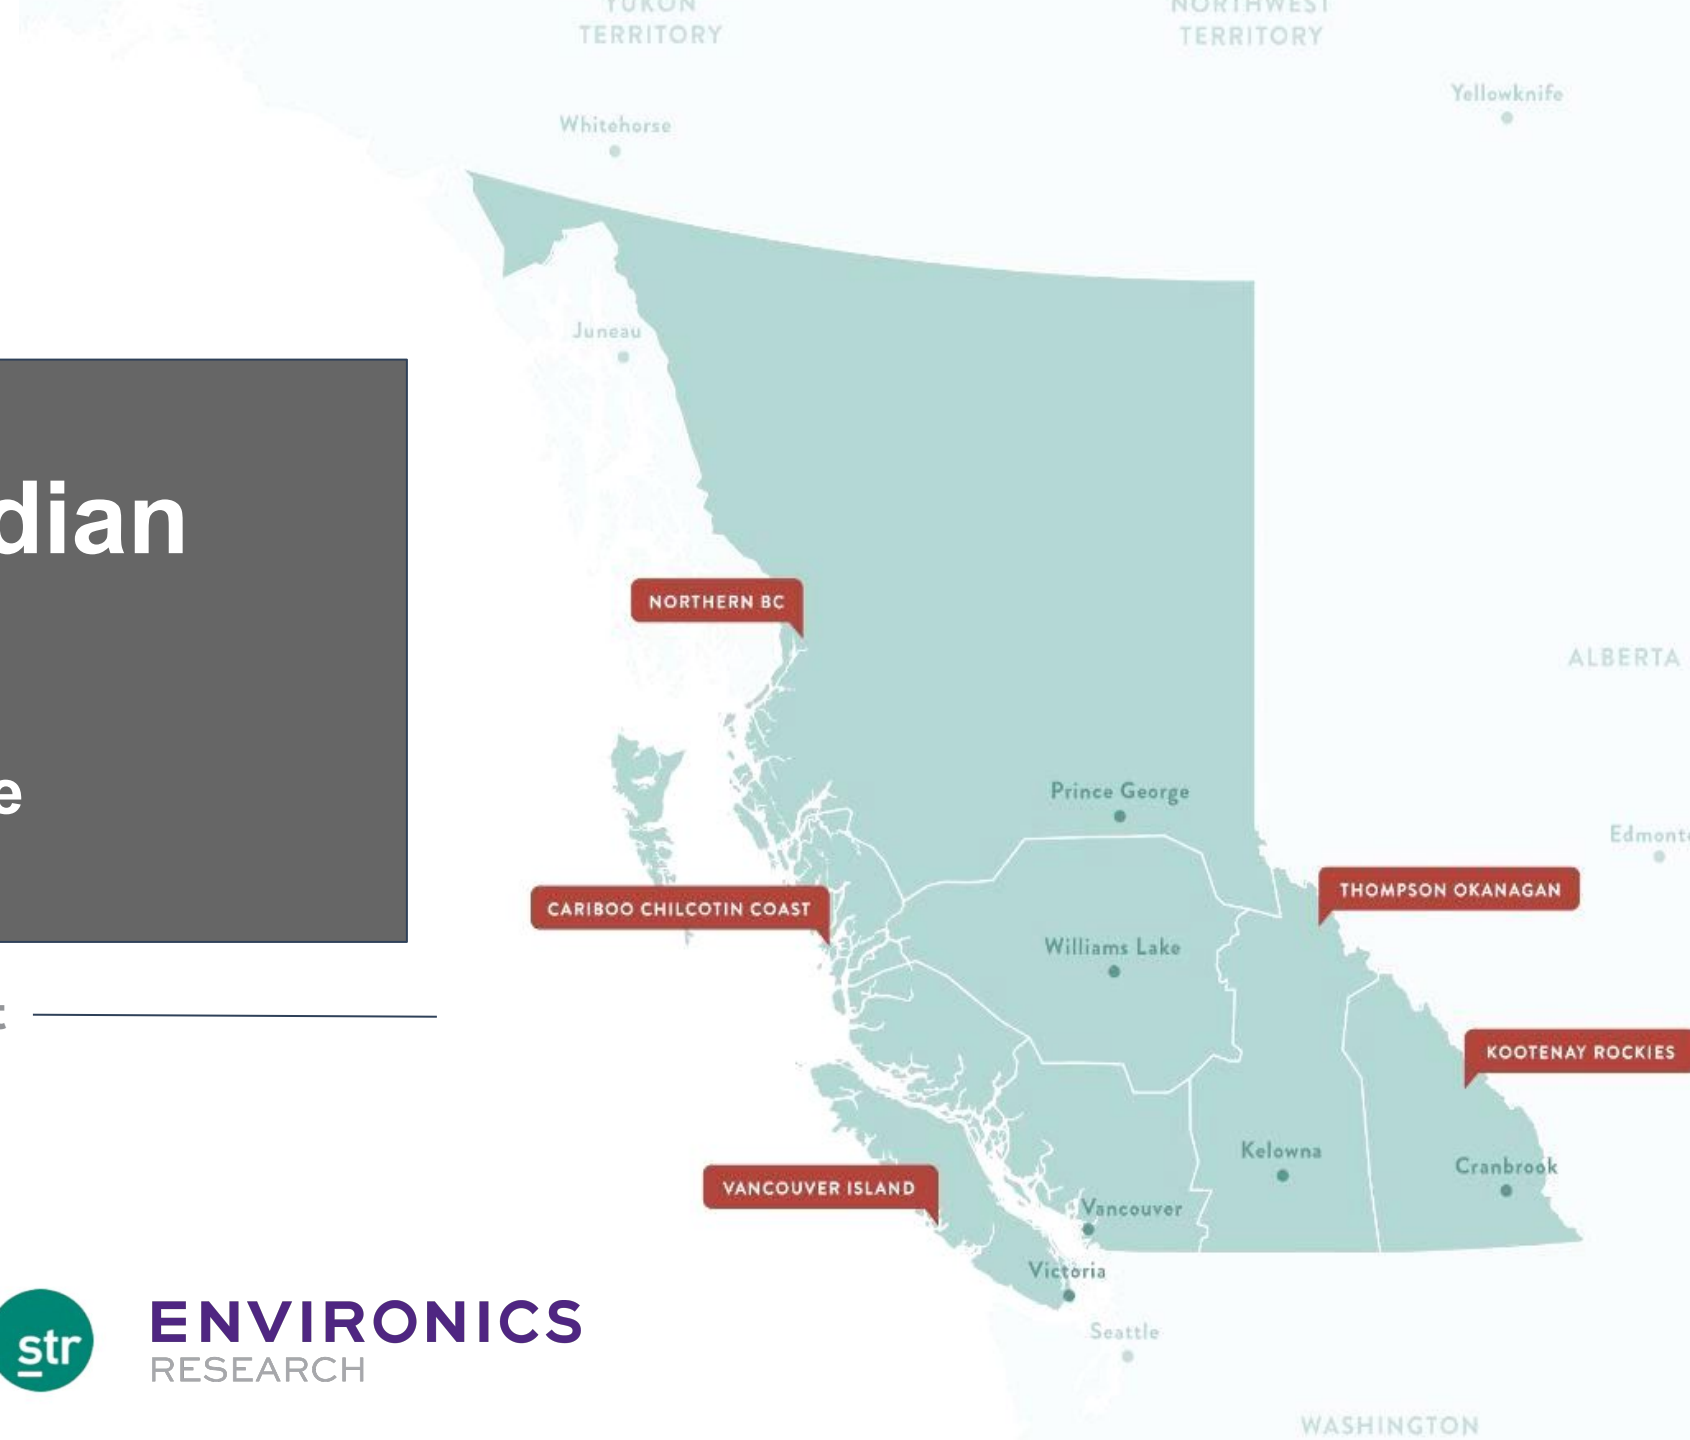 YUKON
TERRITORY
NORTHWEST
TERRITORY
Yellowknife
Whitehorse
Juneau
dian
NORTHERN BC
ALBERTA
e
Prince George
Edmont
CARIBOO CHILCOTIN COAST
THOMPSON OKANAGAN
Williams Lake
t
KOOTENAY ROCKIES
Kelowna
Cranbrook
VANCOUVER ISLAND
Vancouver
Victoria
str
ENVIRONICS
RESEARCH
Seattle
WASHINGTON